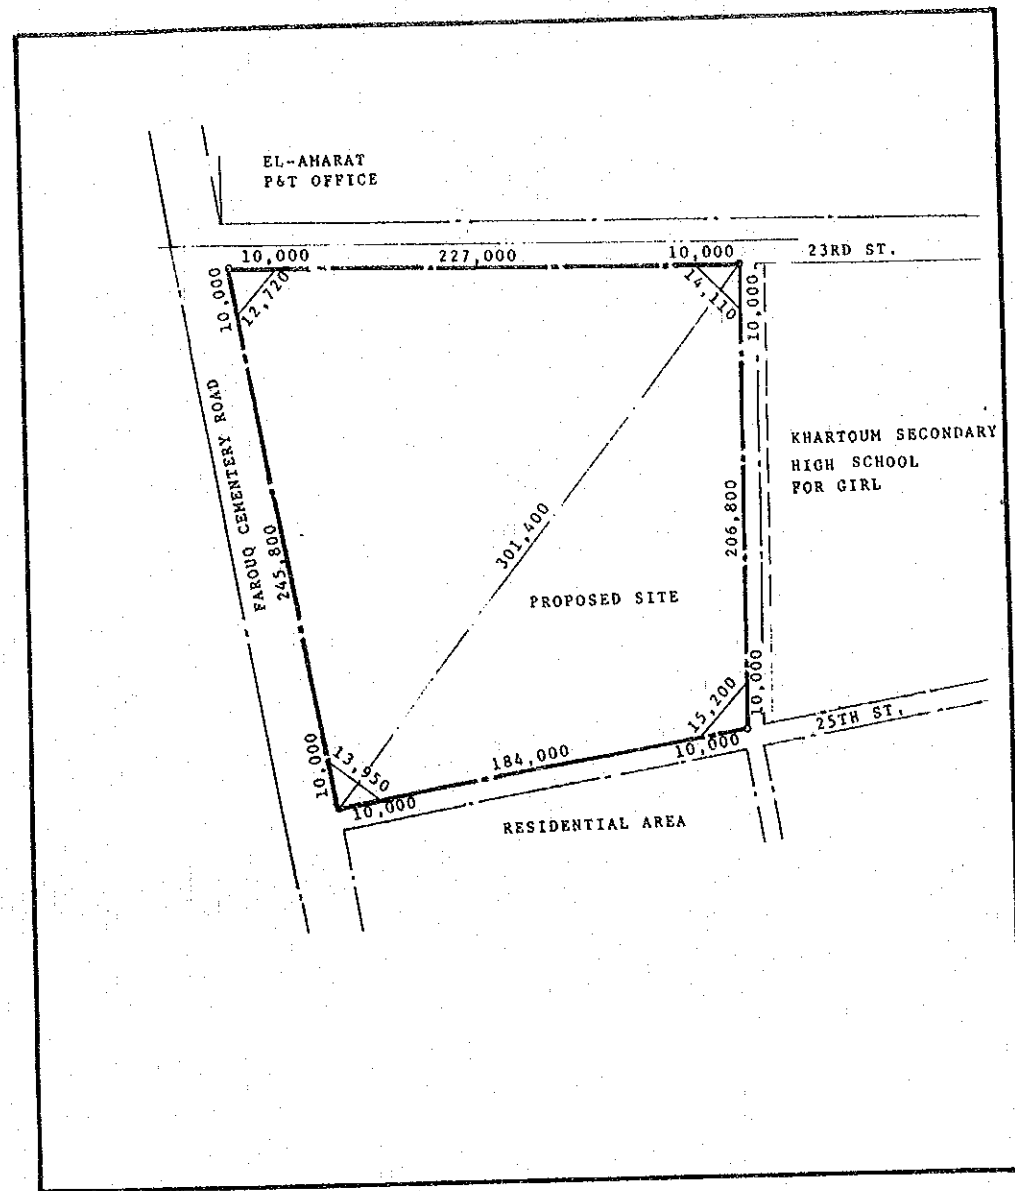 EL-AMARAT
P&T OFFICE
10,000
227,000
10,000
23RD ST.
10,000
12,720
14,110
10,000
FAROUQ CEMENTERY ROAD
245,800
301,400
206,800
KHARTOUM SECONDARY
HIGH SCHOOL
FOR GIRL
PROPOSED SITE
10,000
13,950
10,000
184,000
15,200
10,000
10,000
25TH ST.
RESIDENTIAL AREA